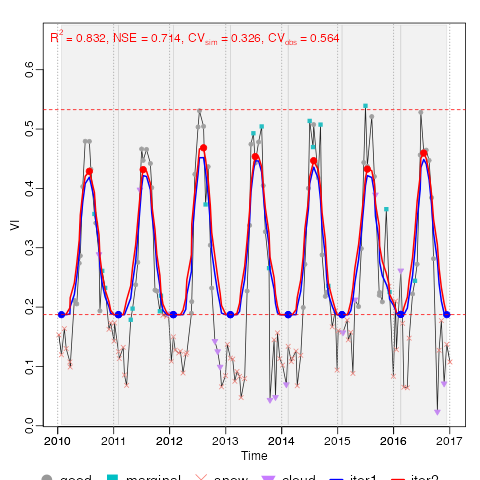 R² = 0.832, NSE = 0.714, CVsim = 0.326, CVobs = 0.564
0.6
0.5
0.4
0.3
0.2
0.1
0.0
VI
2010 2011 2012 2013 2014 2015 2016 2017
Time
good marginal snow cloud iter1 iter2